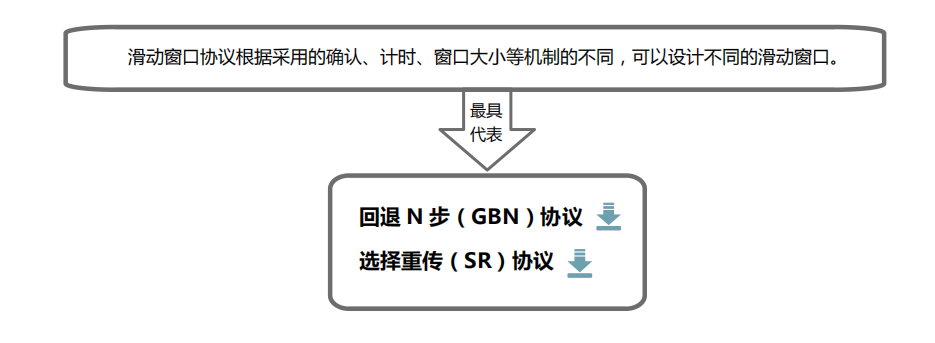 滑动窗口协议根据采用的确认、计时、窗口大小等机制的不同，可以设计不同的滑动窗口。
最具
代表
回退 N 步（GBN）协议
选择重传（SR）协议